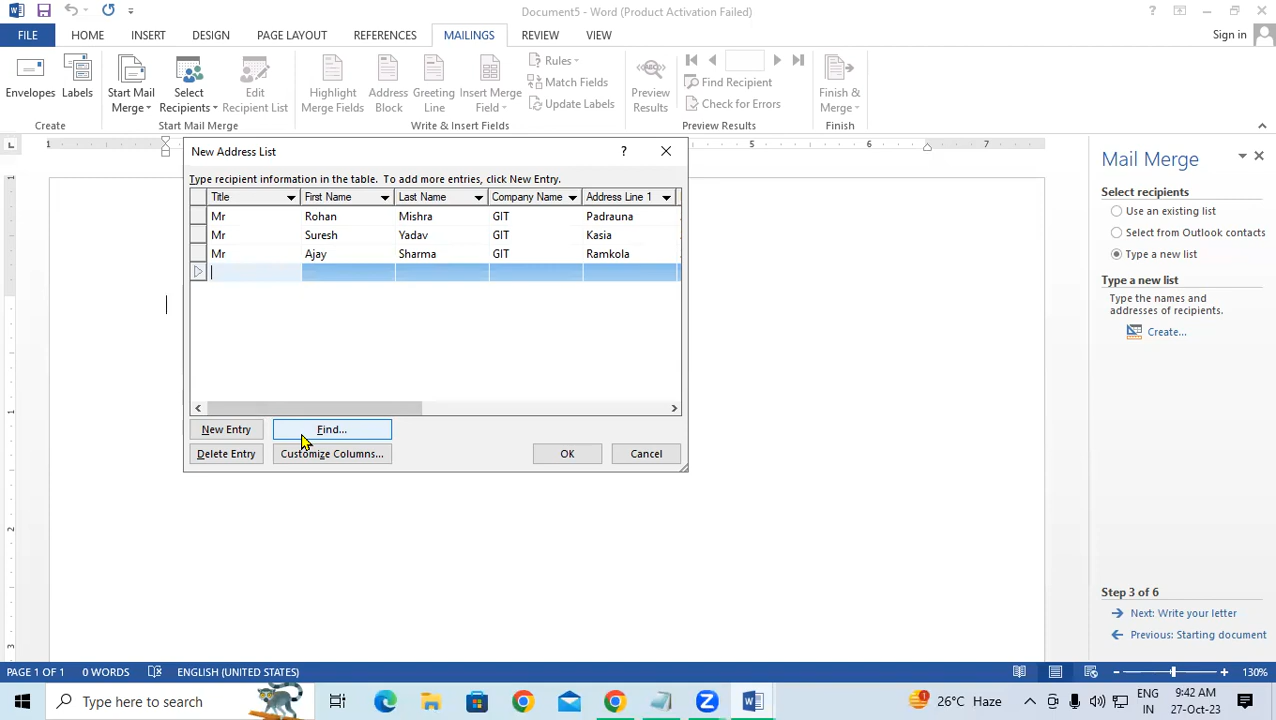 Document5 - Word (Product Activation Failed)
FILE HOME INSERT DESIGN PAGE LAYOUT REFERENCES MAILINGS REVIEW VIEW Sign in
Envelopes
Labels
Create
Start Mail Merge
Select Recipients
Edit Recipient List
Start Mail Merge
Highlight Merge Fields
Address Block
Greeting Line
Insert Merge Field
Rules
Match Fields
Update Labels
Write & Insert Fields
Preview Results
Find Recipient
Check for Errors
Preview Results
Finish & Merge
Finish
1 5 6 7
New Address List
Type recipient information in the table. To add more entries, click New Entry.
Title First Name Last Name Company Name Address Line 1
Mr Rohan Mishra GIT Padrauna
Mr Suresh Yadav GIT Kasia
Mr Ajay Sharma GIT Ramkola
New Entry Find...
Delete Entry Customize Columns... OK Cancel
Mail Merge
Select recipients
Use an existing list
Select from Outlook contacts
Type a new list
Type a new list
Type the names and
addresses of recipients.
Create...
Step 3 of 6
Next: Write your letter
Previous: Starting document
1
1
2
3
PAGE 1 OF 1 0 WORDS ENGLISH (UNITED STATES) 130%
Type here to search
1
26°C Haze
ENG
IN
9:42 AM
27-Oct-23